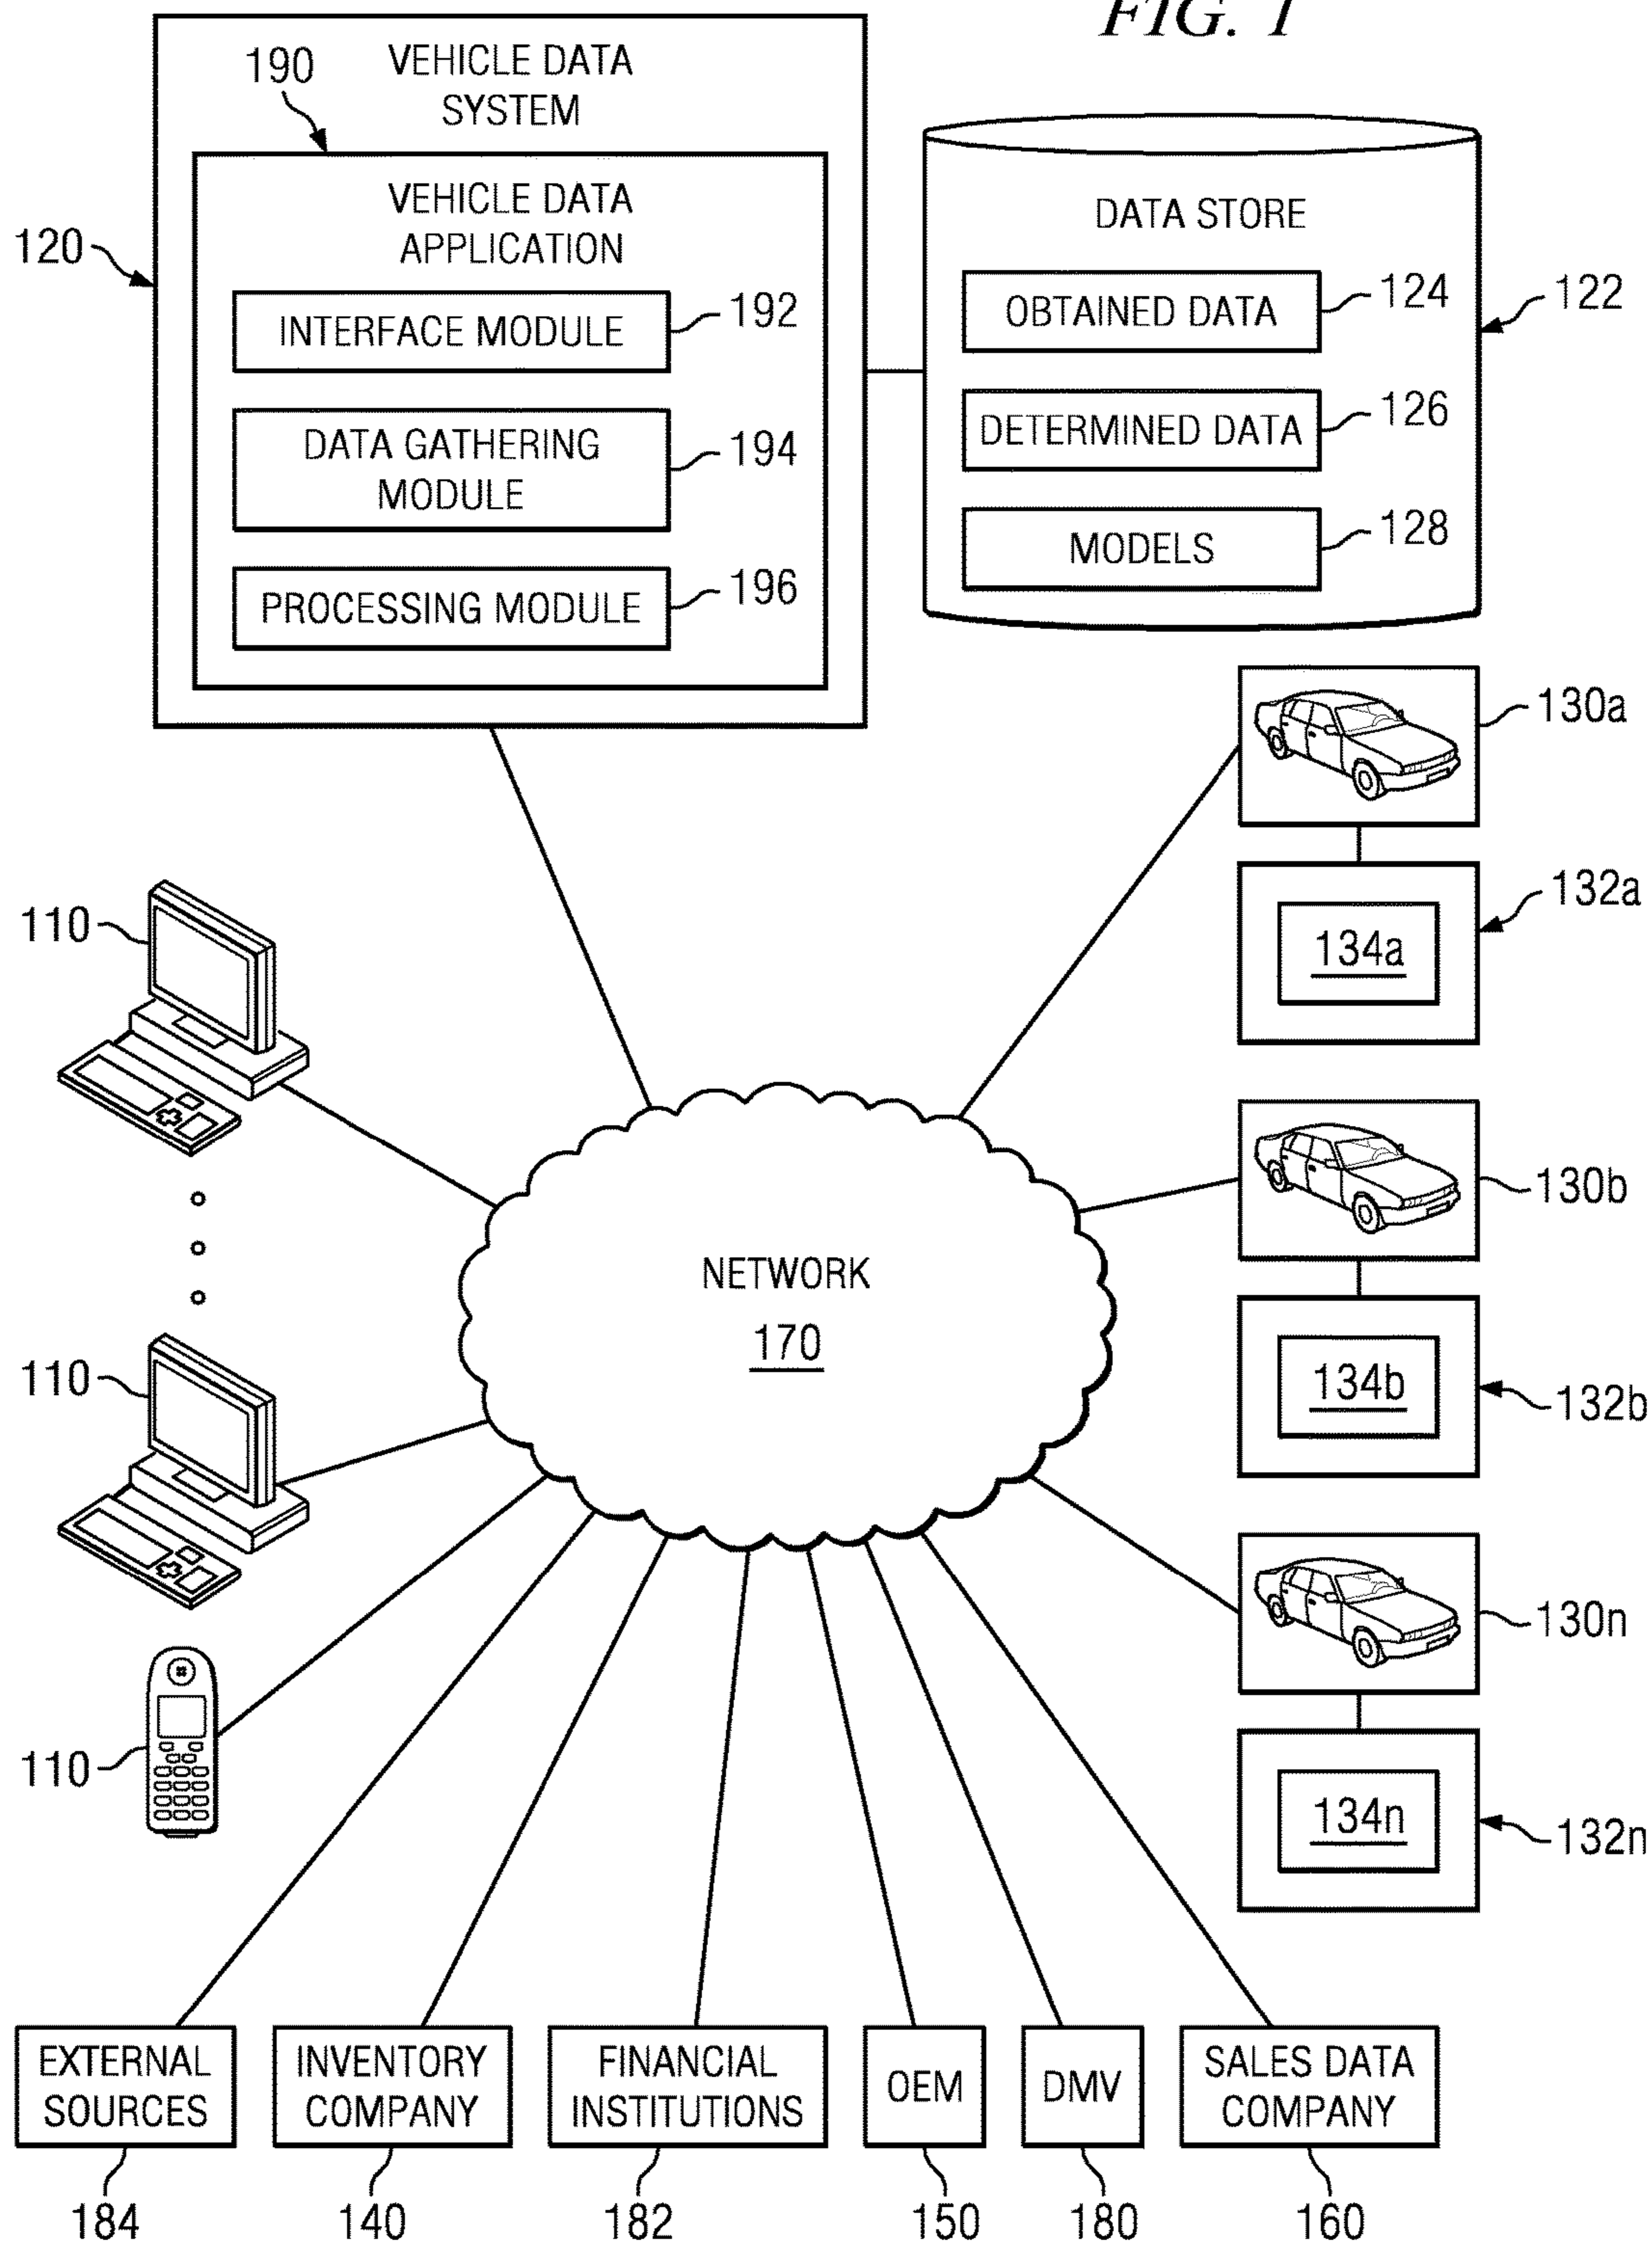 FIG. 1
190
VEHICLE DATA
SYSTEM
120
VEHICLE DATA
APPLICATION
INTERFACE MODULE
192
DATA GATHERING
MODULE
194
PROCESSING MODULE
196
DATA STORE
OBTAINED DATA
124
122
DETERMINED DATA
126
MODELS
128
130a
132a
134a
110
130b
NETWORK
170
110
134b
132b
130n
110
134n
132n
EXTERNAL
SOURCES
INVENTORY
COMPANY
FINANCIAL
INSTITUTIONS
OEM
DMV
SALES DATA
COMPANY
184
140
182
150
180
160